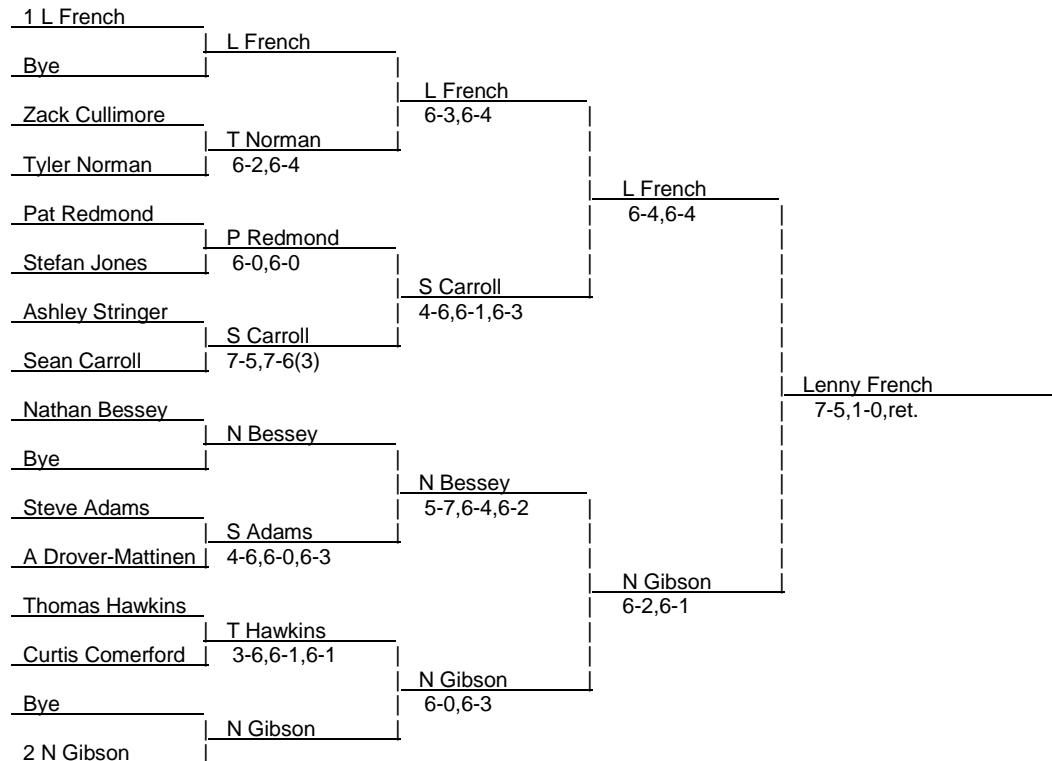 1 L French
L French
Bye
L French
6-3,6-4
Zack Cullimore
T Norman
6-2,6-4
Tyler Norman
L French
6-4,6-4
Pat Redmond
P Redmond
6-0,6-0
Stefan Jones
S Carroll
4-6,6-1,6-3
Ashley Stringer
S Carroll
7-5,7-6(3)
Sean Carroll
Lenny French
7-5,1-0,ret.
Nathan Bessey
N Bessey
Bye
N Bessey
5-7,6-4,6-2
Steve Adams
S Adams
4-6,6-0,6-3
A Drover-Mattinen
N Gibson
6-2,6-1
Thomas Hawkins
T Hawkins
3-6,6-1,6-1
Curtis Comerford
N Gibson
6-0,6-3
Bye
N Gibson
2 N Gibson